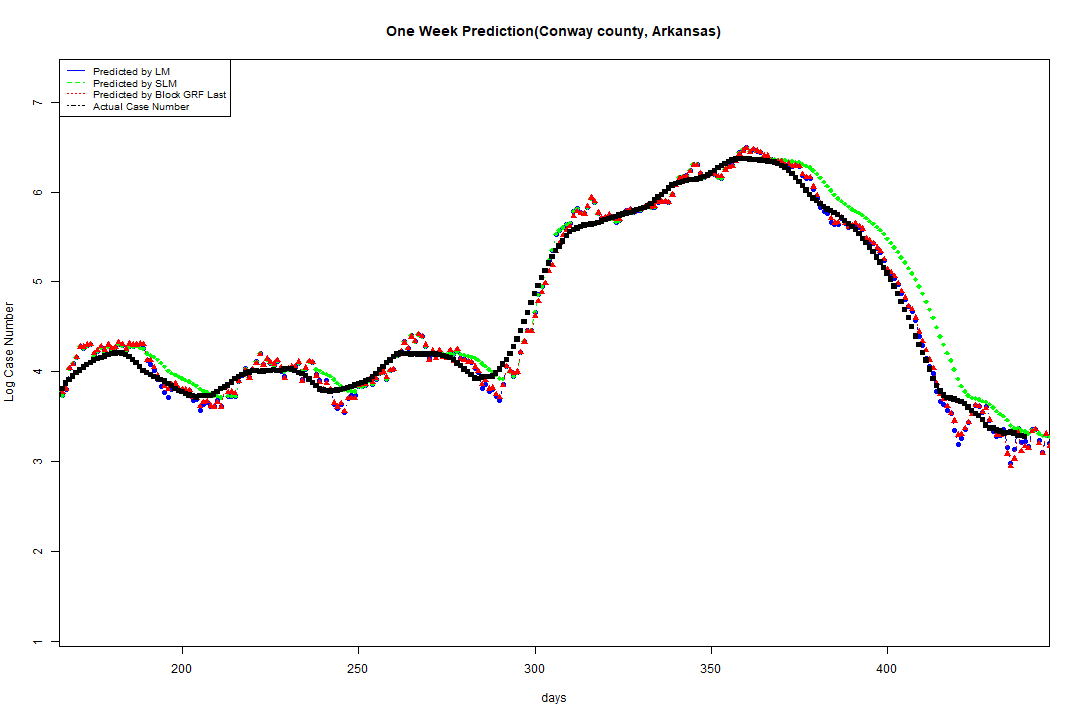 One Week Prediction(Conway county, Arkansas)
Predicted by LM
Predicted by SLM
Predicted by Block GRF Last
Actual Case Number
7
6
5
4
3
2
1
Log Case Number
200 250 300 350 400
days